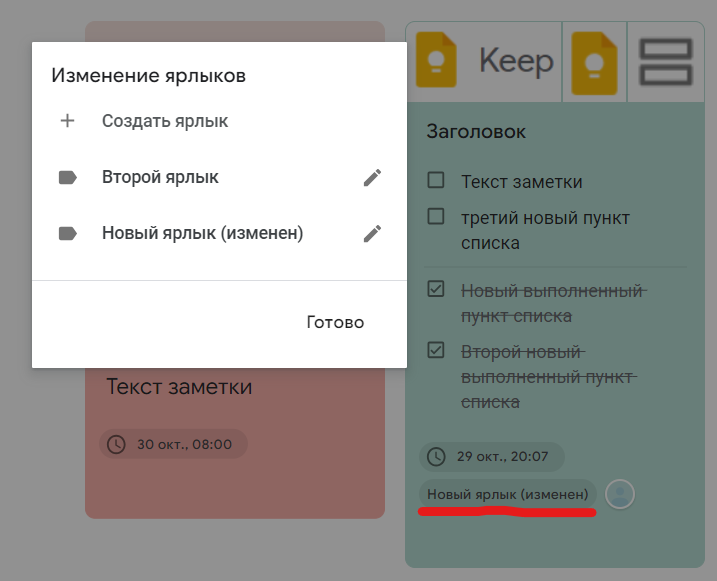 Изменение ярлыков
Создать ярлык
Второй ярлык
Новый ярлык (изменен)
Готово
Текст заметки
30 окт., 08:00
Keep
Заголовок
Текст заметки
третий новый пункт
списка
Новый выполненный
пункт списка
Второй новый
выполненный пункт
списка
29 окт., 20:07
Новый ярлык (изменен)